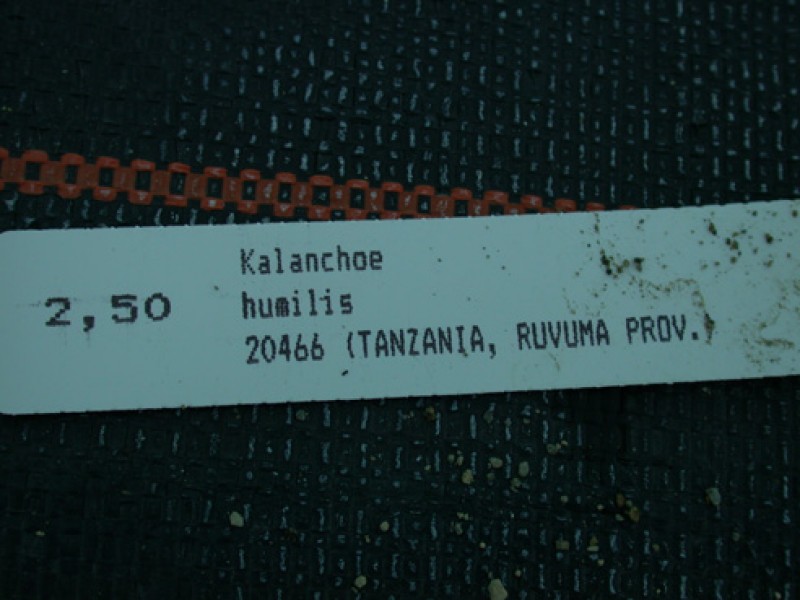 2,50
Kalanchoe
humilis
20466 (TANZANIA, RUVUMA PROV.)